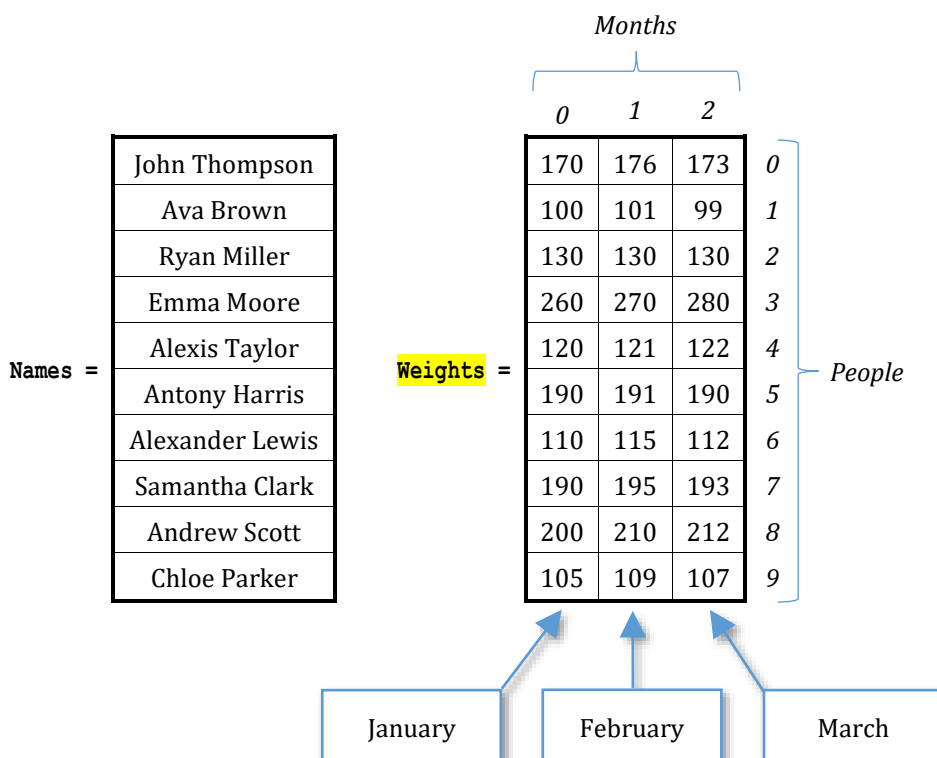 Months
0 1 2
John Thompson 170 176 173 0
Ava Brown 100 101 99 1
Ryan Miller 130 130 130 2
Emma Moore 260 270 280 3
Alexis Taylor 120 121 122 4
Names = Weights = People
Antony Harris 190 191 190 5
Alexander Lewis 110 115 112 6
Samantha Clark 190 195 193 7
Andrew Scott 200 210 212 8
Chloe Parker 105 109 107 9
January February March